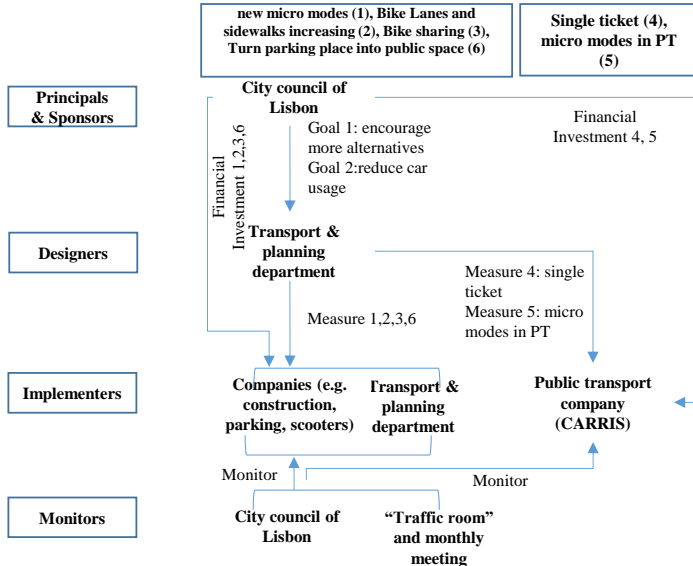 new micro modes (1), Bike Lanes and
sidewalks increasing (2), Bike sharing (3),
Turn parking place into public space (6)
Single ticket (4),
micro modes in PT
(5)
Principals
& Sponsors
City council of
Lisbon
Financial
Investment 1,2,3,6
Goal 1: encourage
more alternatives
Goal 2:reduce car
usage
Financial
Investment 4, 5
Designers
Transport &
planning
department
Measure 1,2,3,6
Measure 4: single
ticket
Measure 5: micro
modes in PT
Implementers
Companies (e.g.
construction,
parking, scooters)
Transport &
planning
department
Public transport
company
(CARRIS)
Monitor
Monitor
Monitors
City council of
Lisbon
“Traffic room”
and monthly
meeting